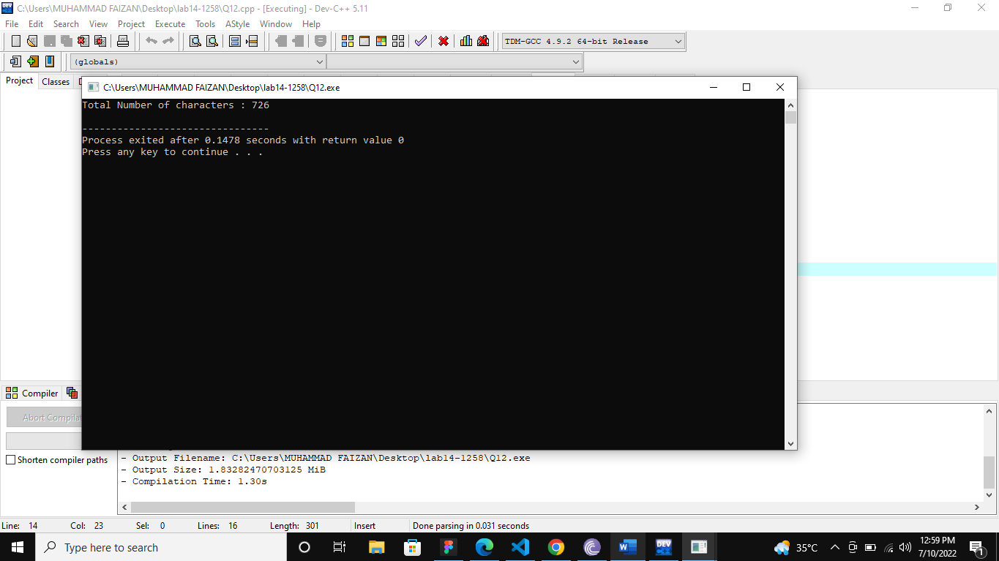 C:\Users\MUHAMMAD FAIZAN\Desktop\lab14-1258\Q12.cpp - [Executing] - Dev-C++ 5.11
File Edit Search View Project Execute Tools AStyle Window Help
TDM-GCC 4.9.2 64-bit Release
(globals)
Project Classes
C:\Users\MUHAMMAD FAIZAN\Desktop\lab14-1258\Q12.exe
Total Number of characters : 726
--------------------------------
Process exited after 0.1478 seconds with return value 0
Press any key to continue . . .
Compiler
Abort Compilat
Shorten compiler paths
- Output Filename: C:\Users\MUHAMMAD FAIZAN\Desktop\lab14-1258\Q12.exe
- Output Size: 1.83282470703125 MiB
- Compilation Time: 1.30s
Line: 14 Col: 23 Sel: 0 Lines: 16 Length: 301 Insert Done parsing in 0.031 seconds
Type here to search
35°C
12:59 PM
7/10/2022
1